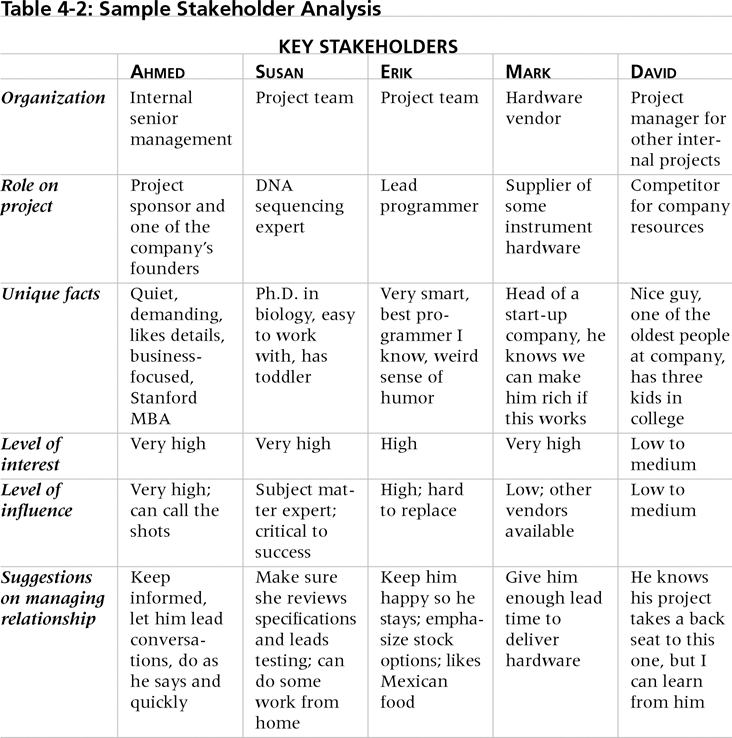 Table 4-2: Sample Stakeholder Analysis
KEY STAKEHOLDERS
AHMED SUSAN ERIK MARK DAVID
Organization
Internal
senior
management
Project team
Project team
Hardware
vendor
Project
manager for
other inter-
nal projects
Role on
project
Project
sponsor and
one of the
company's
founders
DNA
sequencing
expert
Lead
programmer
Supplier of
some
instrument
hardware
Competitor
for company
resources
Unique facts
Quiet,
demanding,
likes details,
business-
focused,
Stanford
MBA
Ph.D. in
biology, easy
to work
with, has
toddler
Very smart,
best pro-
grammer I
know, weird
sense of
humor
Head of a
start-up
company, he
knows we
can make
him rich if
this works
Nice guy,
one of the
oldest people
at company,
has three
kids in
college
Level of
interest
Very high
Very high
High
Very high
Low to
medium
Level of
influence
Very high;
can call the
shots
Subject mat-
ter expert;
critical to
success
High; hard
to replace
Low; other
vendors
available
Low to
medium
Suggestions
on managing
relationship
Keep
informed,
let him lead
conversa-
tions, do as
he says and
quickly
Make sure
she reviews
specifications
and leads
testing; can
do some
work from
home
Keep him
happy so he
stays; empha-
size stock
options; likes
Mexican
food
Give him
enough lead
time to
deliver
hardware
He knows
his project
takes a back
seat to this
one, but I
can learn
from him